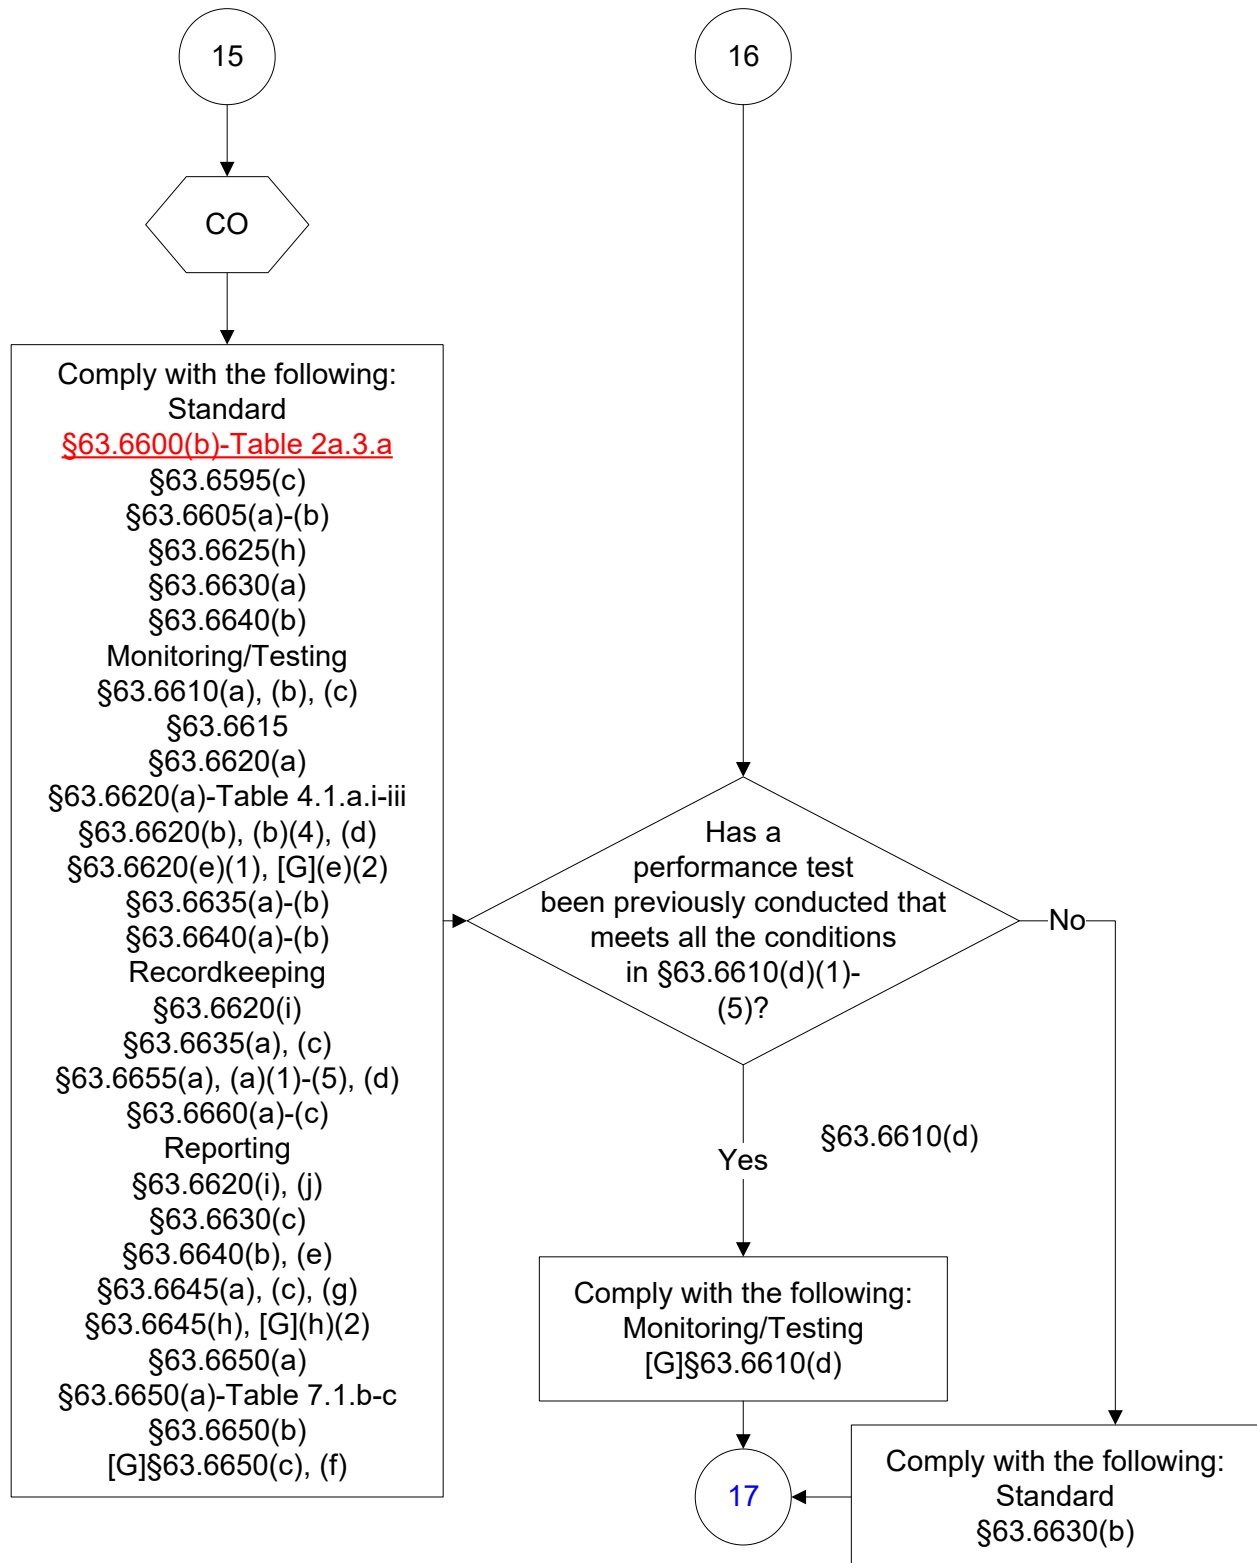 15
16
CO
Comply with the following:
Standard
§63.6600(b)-Table 2a.3.a
§63.6595(c)
§63.6605(a)-(b)
§63.6625(h)
§63.6630(a)
§63.6640(b)
Monitoring/Testing
§63.6610(a), (b), (c)
§63.6615
§63.6620(a)
§63.6620(a)-Table 4.1.a.i-iii
§63.6620(b), (b)(4), (d)
§63.6620(e)(1), [G](e)(2)
§63.6635(a)-(b)
§63.6640(a)-(b)
Recordkeeping
§63.6620(i)
§63.6635(a), (c)
§63.6655(a), (a)(1)-(5), (d)
§63.6660(a)-(c)
Reporting
§63.6620(i), (j)
§63.6630(c)
§63.6640(b), (e)
§63.6645(a), (c), (g)
§63.6645(h), [G](h)(2)
§63.6650(a)
§63.6650(a)-Table 7.1.b-c
§63.6650(b)
[G]§63.6650(c), (f)
Has a
performance test
been previously conducted that
meets all the conditions
in §63.6610(d)(1)-
(5)?
No
Yes
§63.6610(d)
Comply with the following:
Monitoring/Testing
[G]§63.6610(d)
17
Comply with the following:
Standard
§63.6630(b)